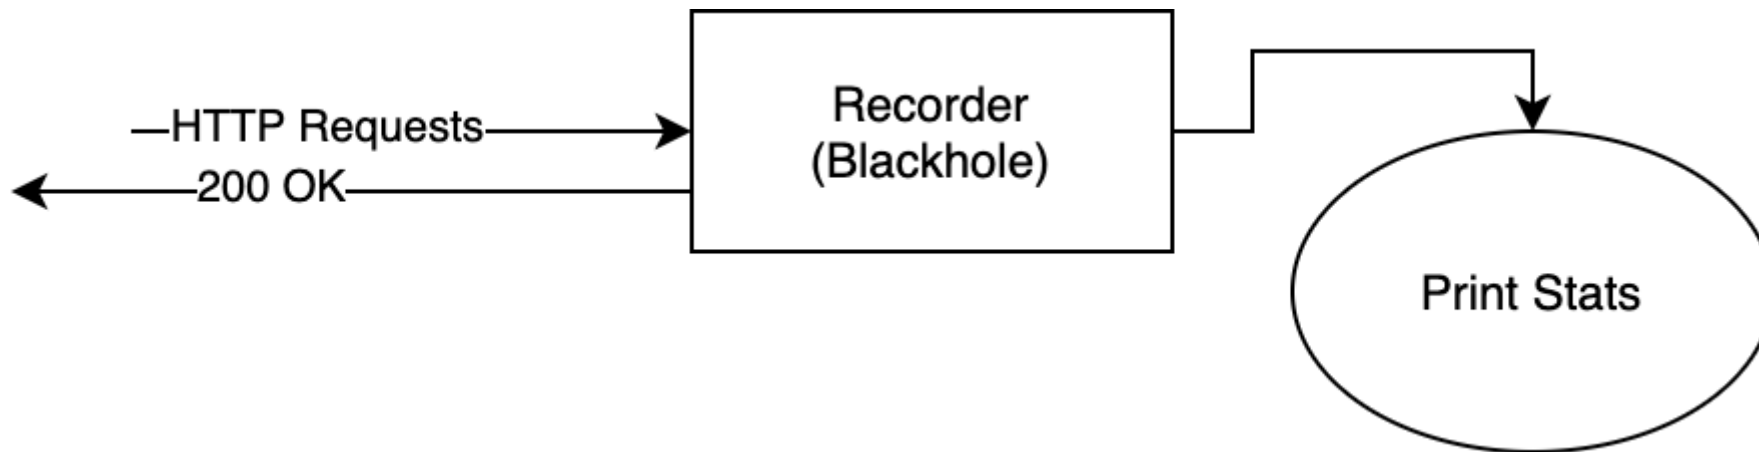 HTTP Requests
200 OK
Recorder
(Blackhole)
Print Stats